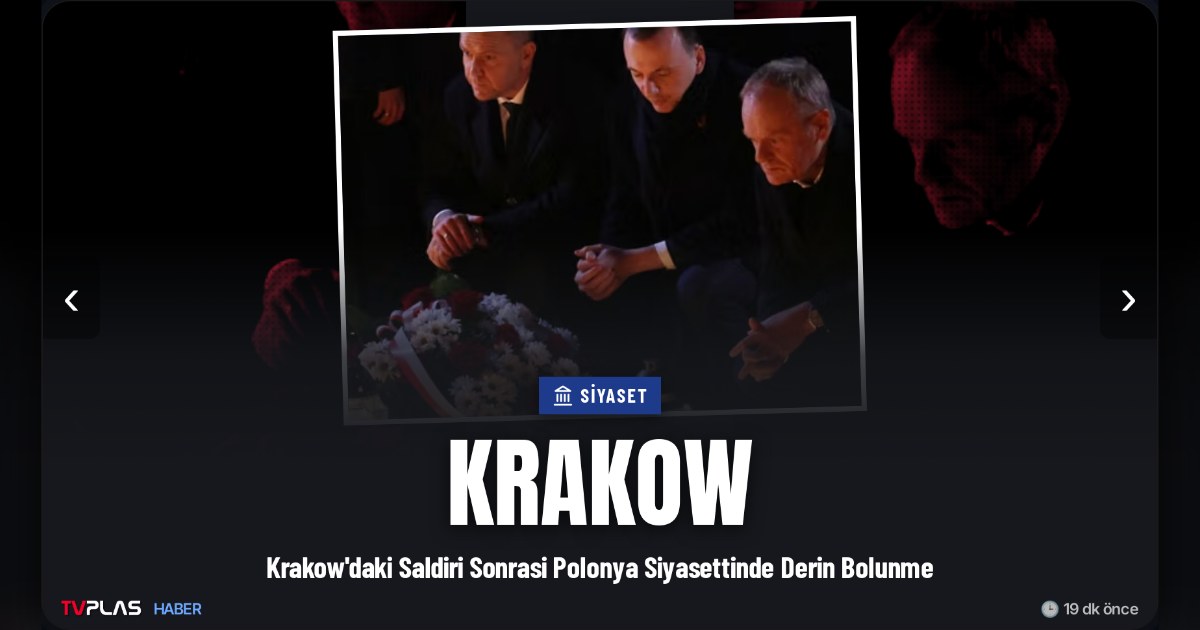 SİYASET
KRAKOW
Krakow'daki Saldiri Sonrasi Polonya Siyasettinde Derin Bolunme
TVPLAS HABER
19 dk önce